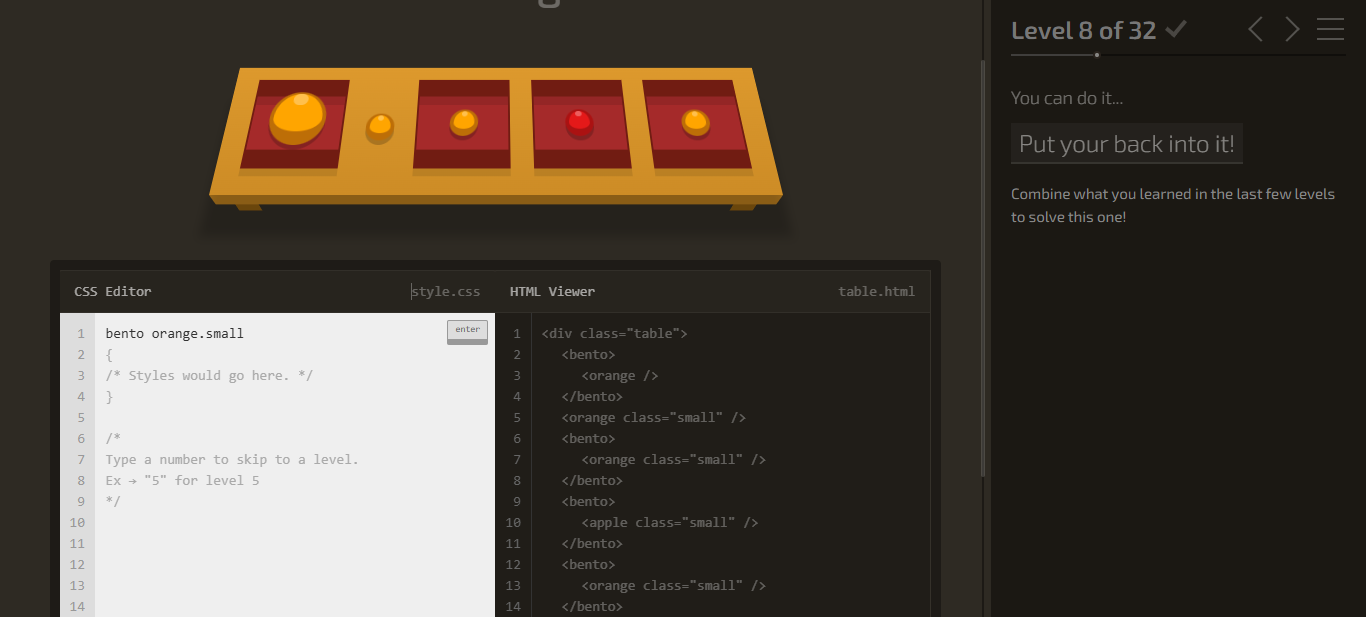 Level 8 of 32
You can do it...
Put your back into it!
Combine what you learned in the last few levels
to solve this one!
CSS Editor style.css
1 bento orange.small enter
2 {
3 /* Styles would go here. */
4 }
5
6 /*
7 Type a number to skip to a level.
8 Ex → "5" for level 5
9 */
10
11
12
13
14
HTML Viewer table.html
1 <div class="table">
2 <bento>
3 <orange />
4 </bento>
5 <orange class="small" />
6 <bento>
7 <orange class="small" />
8 </bento>
9 <bento>
10 <apple class="small" />
11 </bento>
12 <bento>
13 <orange class="small" />
14 </bento>